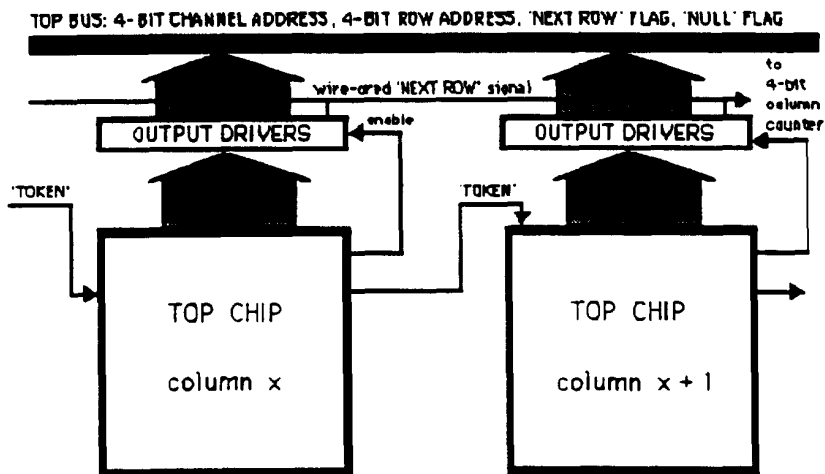 TOP BUS: 4-BIT CHANNEL ADDRESS, 4-BIT ROW ADDRESS, 'NEXT ROW' FLAG, 'NULL' FLAG
wire-ored 'NEXT ROW' signal
to
4-bit
column
counter
OUTPUT DRIVERS
enable
OUTPUT DRIVERS
'TOKEN'
'TOKEN'
TOP CHIP
column x
TOP CHIP
column x + 1